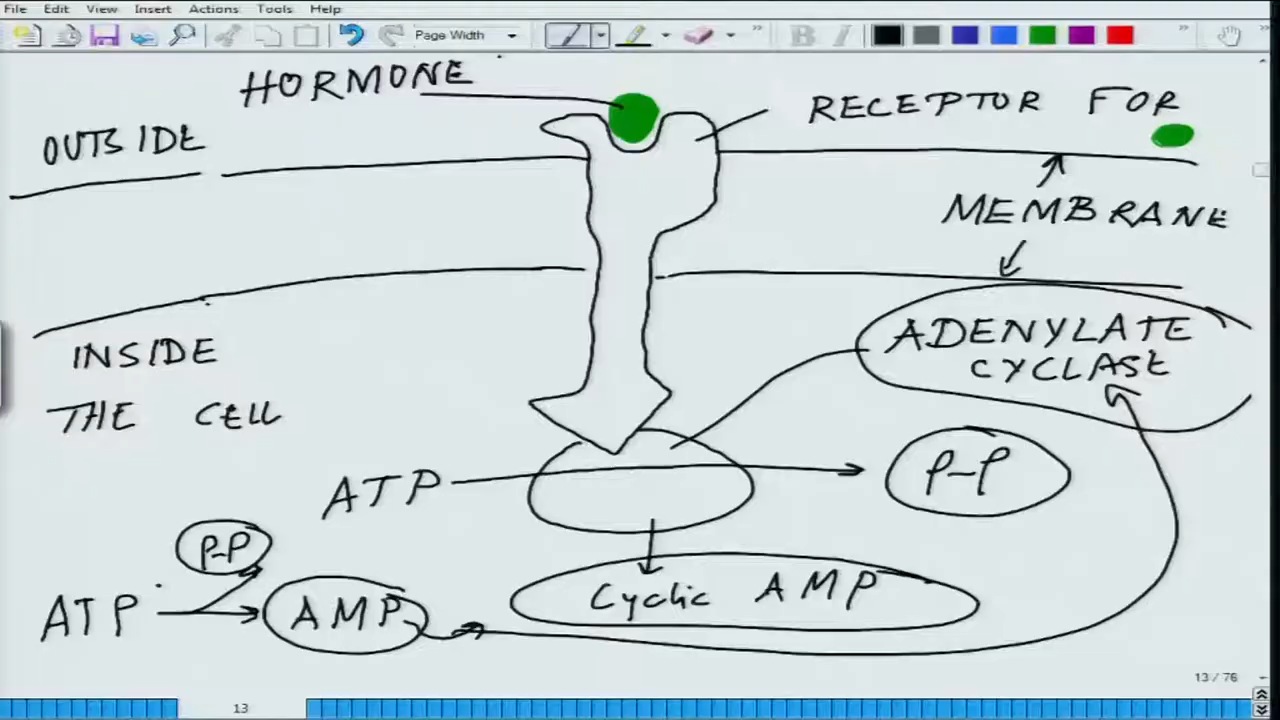 File Edit View Insert Actions Tools Help
Page Width
HORMONE
RECEPTOR FOR
OUTSIDE
MEMBRANE
ADENYLATE
CYCLASE
INSIDE
THE CELL
ATP
P-P
P-P
Cyclic AMP
ATP
AMP
13 / 76
13